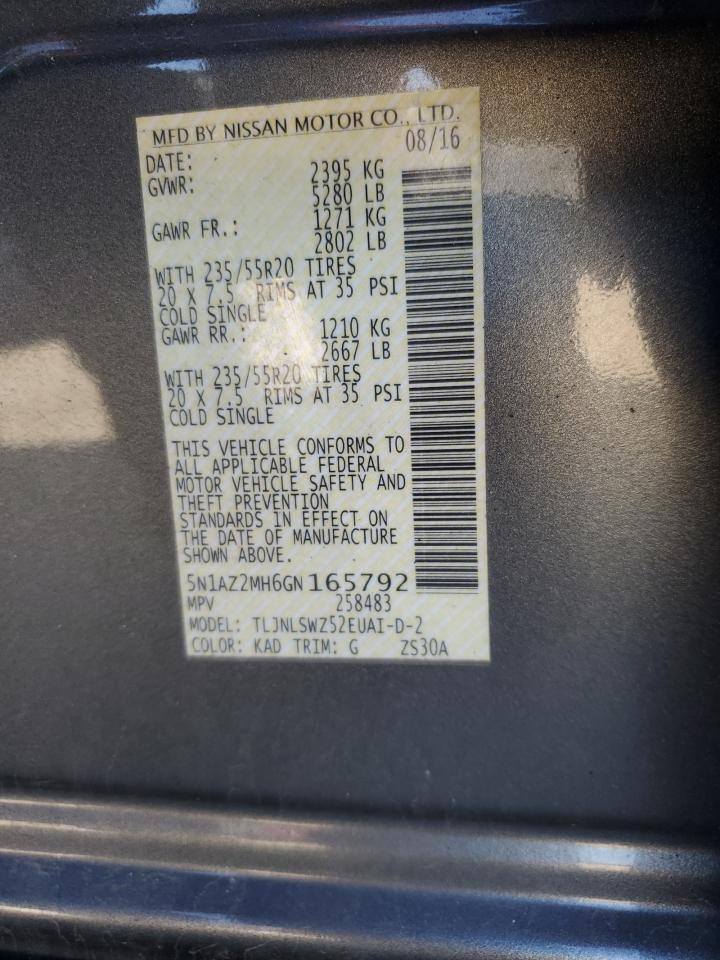 MFD BY NISSAN MOTOR CO., LTD.
DATE: 08/16
GVWR: 2395 KG
5280 LB
GAWR FR.: 1271 KG
2802 LB
WITH 235/55R20 TIRES
20 X 7.5 RIMS AT 35 PSI
COLD SINGLE
GAWR RR.: 1210 KG
2667 LB
WITH 235/55R20 TIRES
20 X 7.5 RIMS AT 35 PSI
COLD SINGLE
THIS VEHICLE CONFORMS TO
ALL APPLICABLE FEDERAL
MOTOR VEHICLE SAFETY AND
THEFT PREVENTION
STANDARDS IN EFFECT ON
THE DATE OF MANUFACTURE
SHOWN ABOVE.
5N1AZ2MH6GN165792
MPV 258483
MODEL: TLJNLSWZ52EUAI-D-2
COLOR: KAD TRIM: G ZS30A